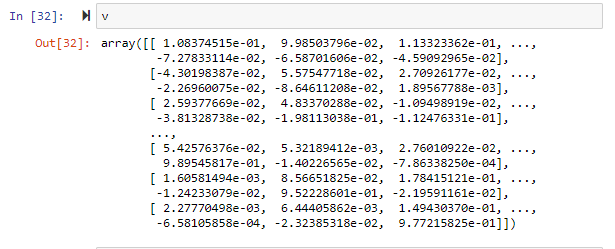 In [32]: v
Out[32]: array([[ 1.08374515e-01,  9.98503796e-02,  1.13323362e-01, ...,
-7.27833114e-02, -6.58701606e-02, -4.59092965e-02],
[-4.30198387e-02,  5.57547718e-02,  2.70926177e-02, ...,
-2.26960075e-02, -8.64611208e-02,  1.89567788e-03],
[ 2.59377669e-02,  4.83370288e-02, -1.09498919e-02, ...,
-3.81328738e-02, -1.98113038e-01, -1.12476331e-01],
...,
[ 5.42576376e-02,  5.32189412e-03,  2.76010922e-02, ...,
9.89545817e-01, -1.40226565e-02, -7.86338250e-04],
[ 1.60581494e-03,  8.56651825e-02,  1.78415121e-01, ...,
-1.24233079e-02,  9.52228601e-01, -2.19591161e-02],
[ 2.27770498e-03,  6.44405862e-03,  1.49430370e-01, ...,
-6.58105858e-04, -2.32385318e-02,  9.77215825e-01]])